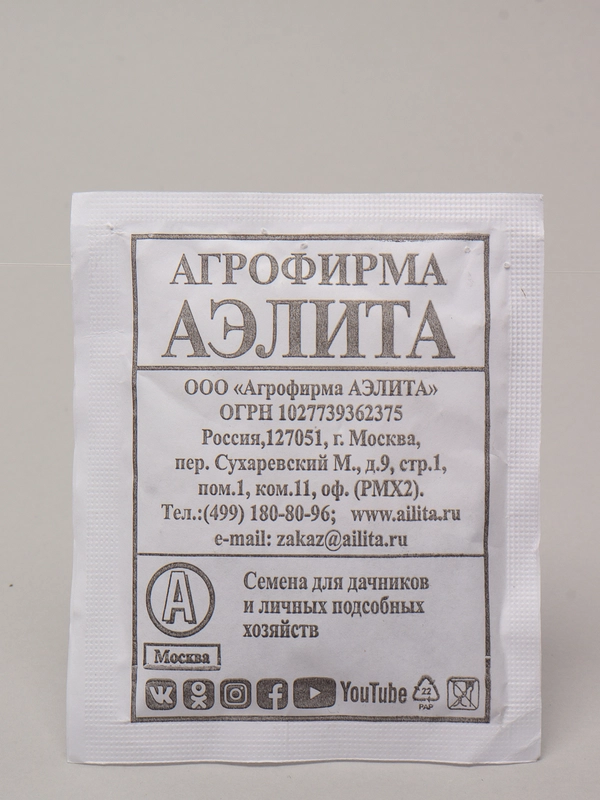 АГРОФИРМА
АЭЛИТА
ООО «Агрофирма АЭЛИТА»
ОГРН 1027739362375
Россия,127051, г. Москва,
пер. Сухаревский М., д.9, стр.1,
пом.1, ком.11, оф. (РМХ2).
Тел.:(499) 180-80-96; www.ailita.ru
e-mail: zakaz@ailita.ru
А
Семена для дачников
и личных подсобных
хозяйств
Москва
YouTube
22
PAP